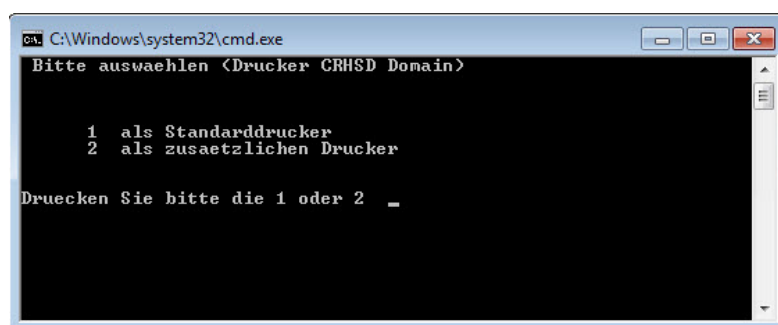 C:\Windows\system32\cmd.exe
Bitte auswaehlen (Drucker CRHSD Domain)
1 als Standarddrucker
2 als zusaetzlichen Drucker
Druecken Sie bitte die 1 oder 2 _